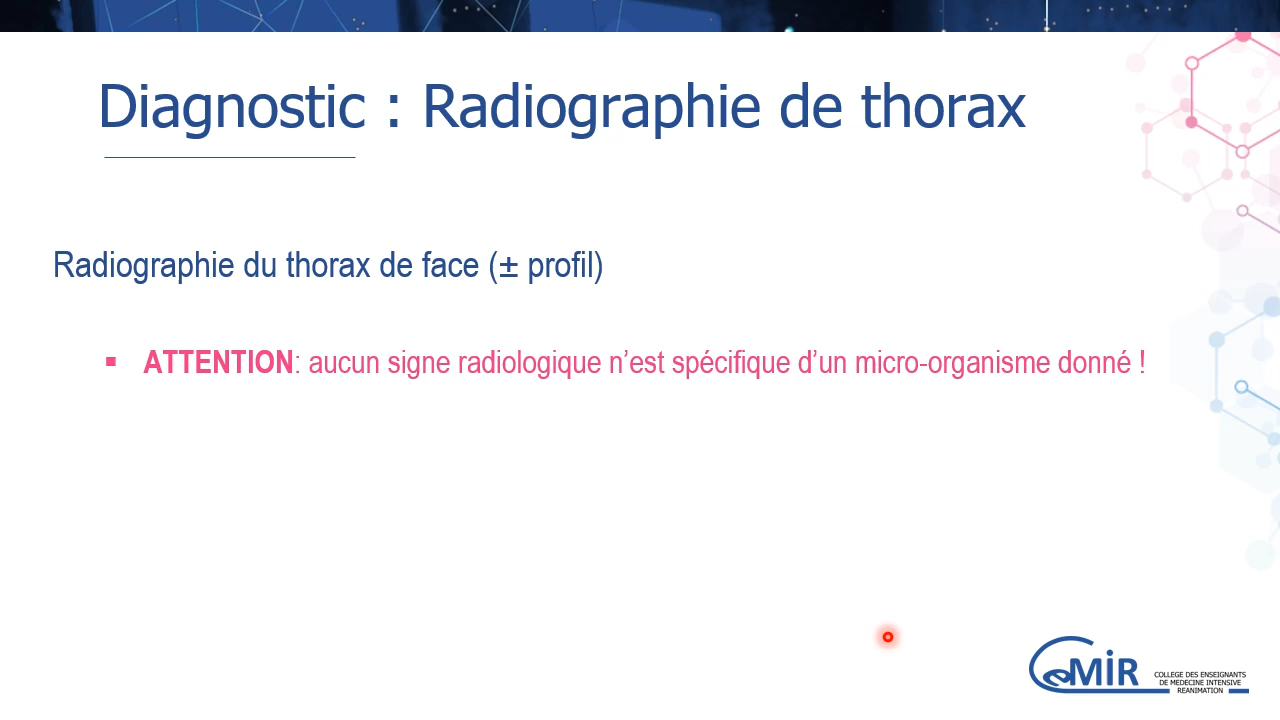 Diagnostic : Radiographie de thorax
Radiographie du thorax de face (± profil)
▪ ATTENTION: aucun signe radiologique n’est spécifique d’un micro-organisme donné !
CeMIR
COLLEGE DES ENSEIGNANTS
DE MEDECINE INTENSIVE
REANIMATION